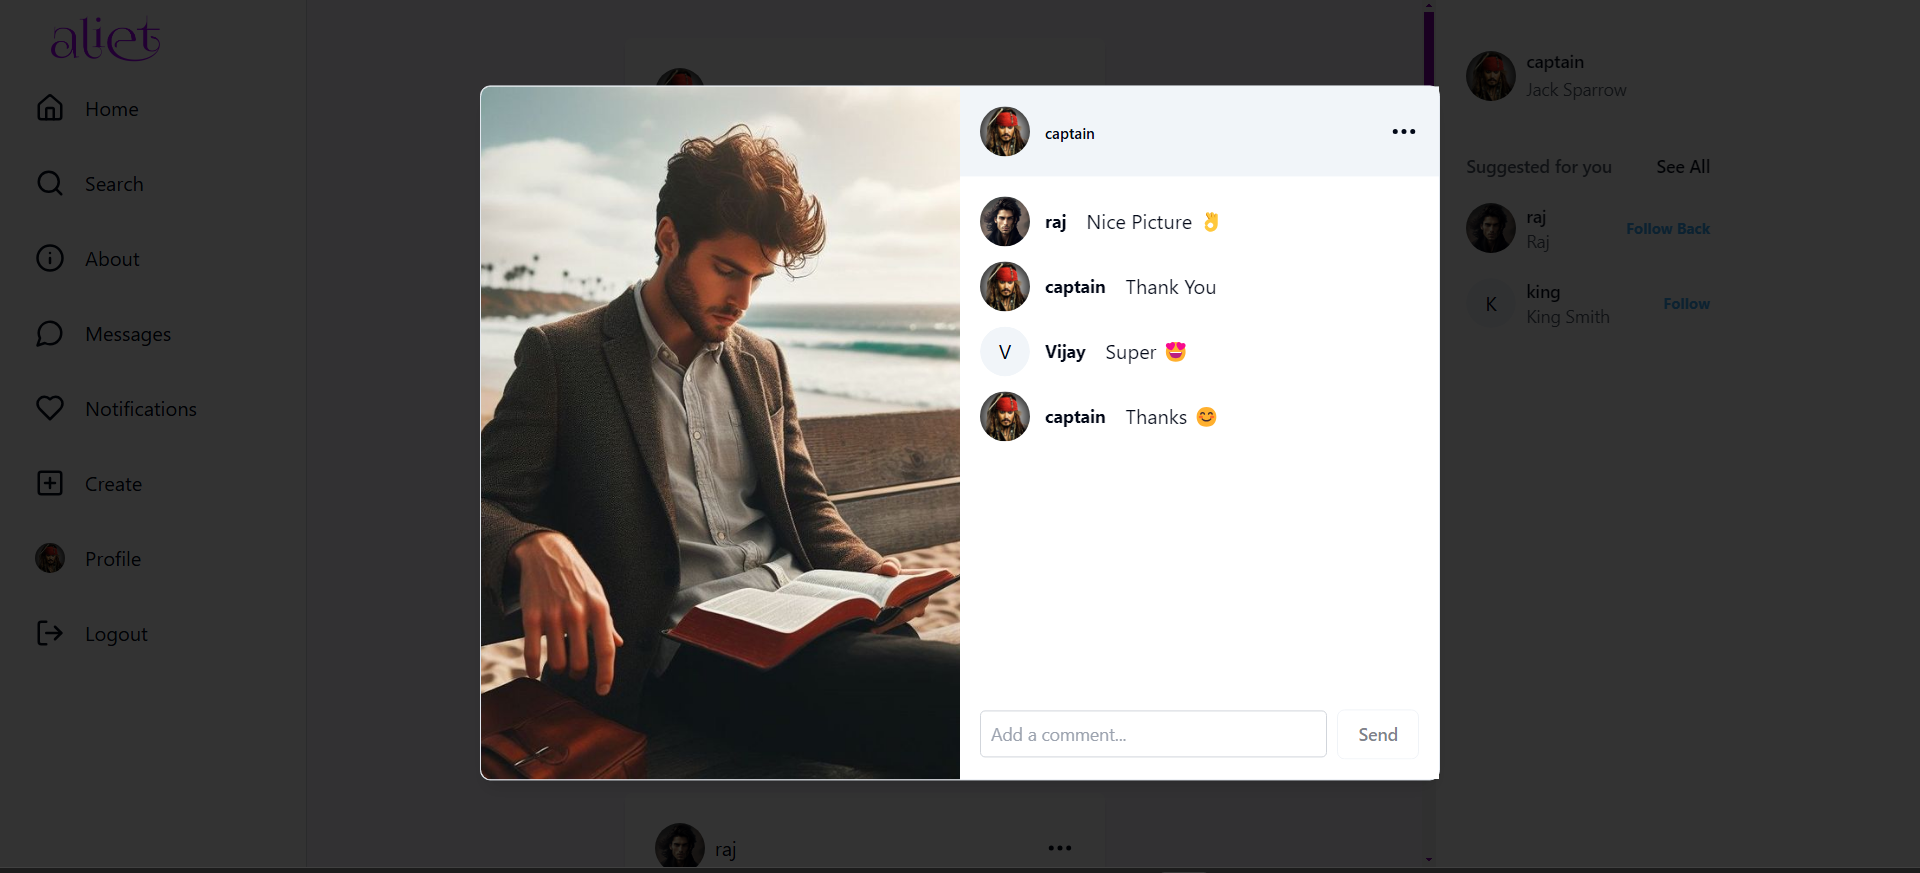 aliet
Home
Search
About
Messages
Notifications
Create
Profile
Logout
captain
raj Nice Picture 👌
captain Thank You
V Vijay Super 😍
captain Thanks 😊
Add a comment... Send
raj
captain
Jack Sparrow
Suggested for you See All
raj
Raj
Follow Back
K
king
King Smith
Follow